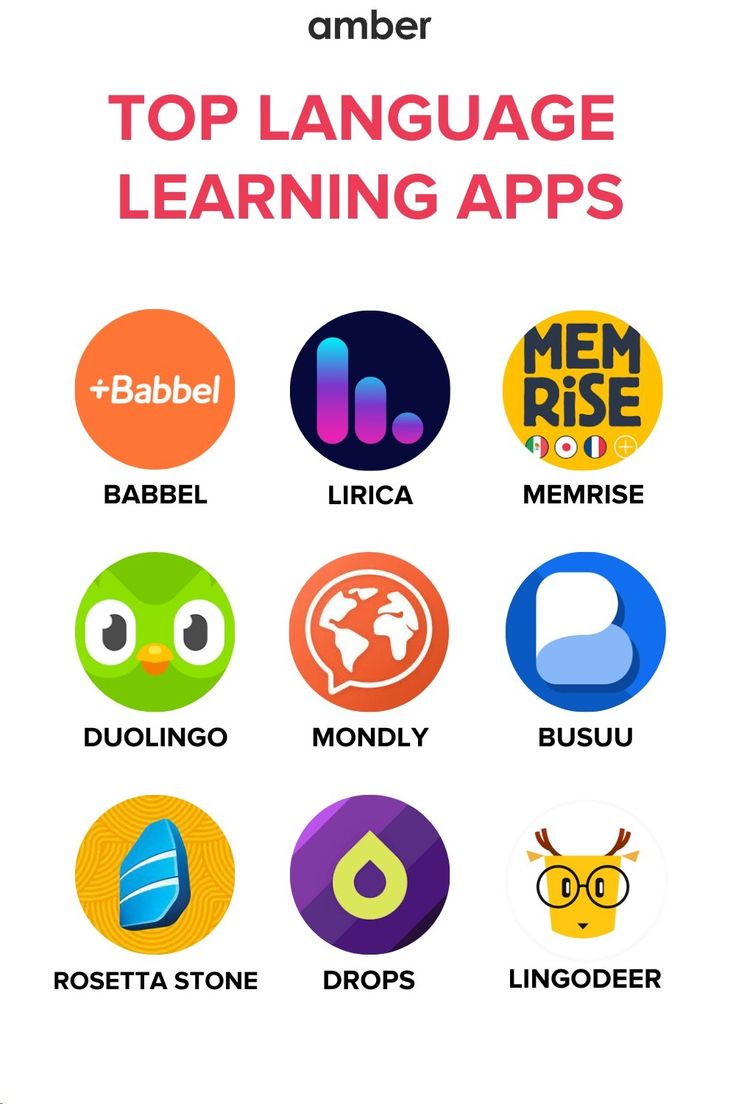 amber
TOP LANGUAGE
LEARNING APPS
+Babbel
MEM
RiSE
BABBEL
LIRICA
MEMRISE
DUOLINGO
MONDLY
BUSUU
ROSETTA STONE
DROPS
LINGODEER